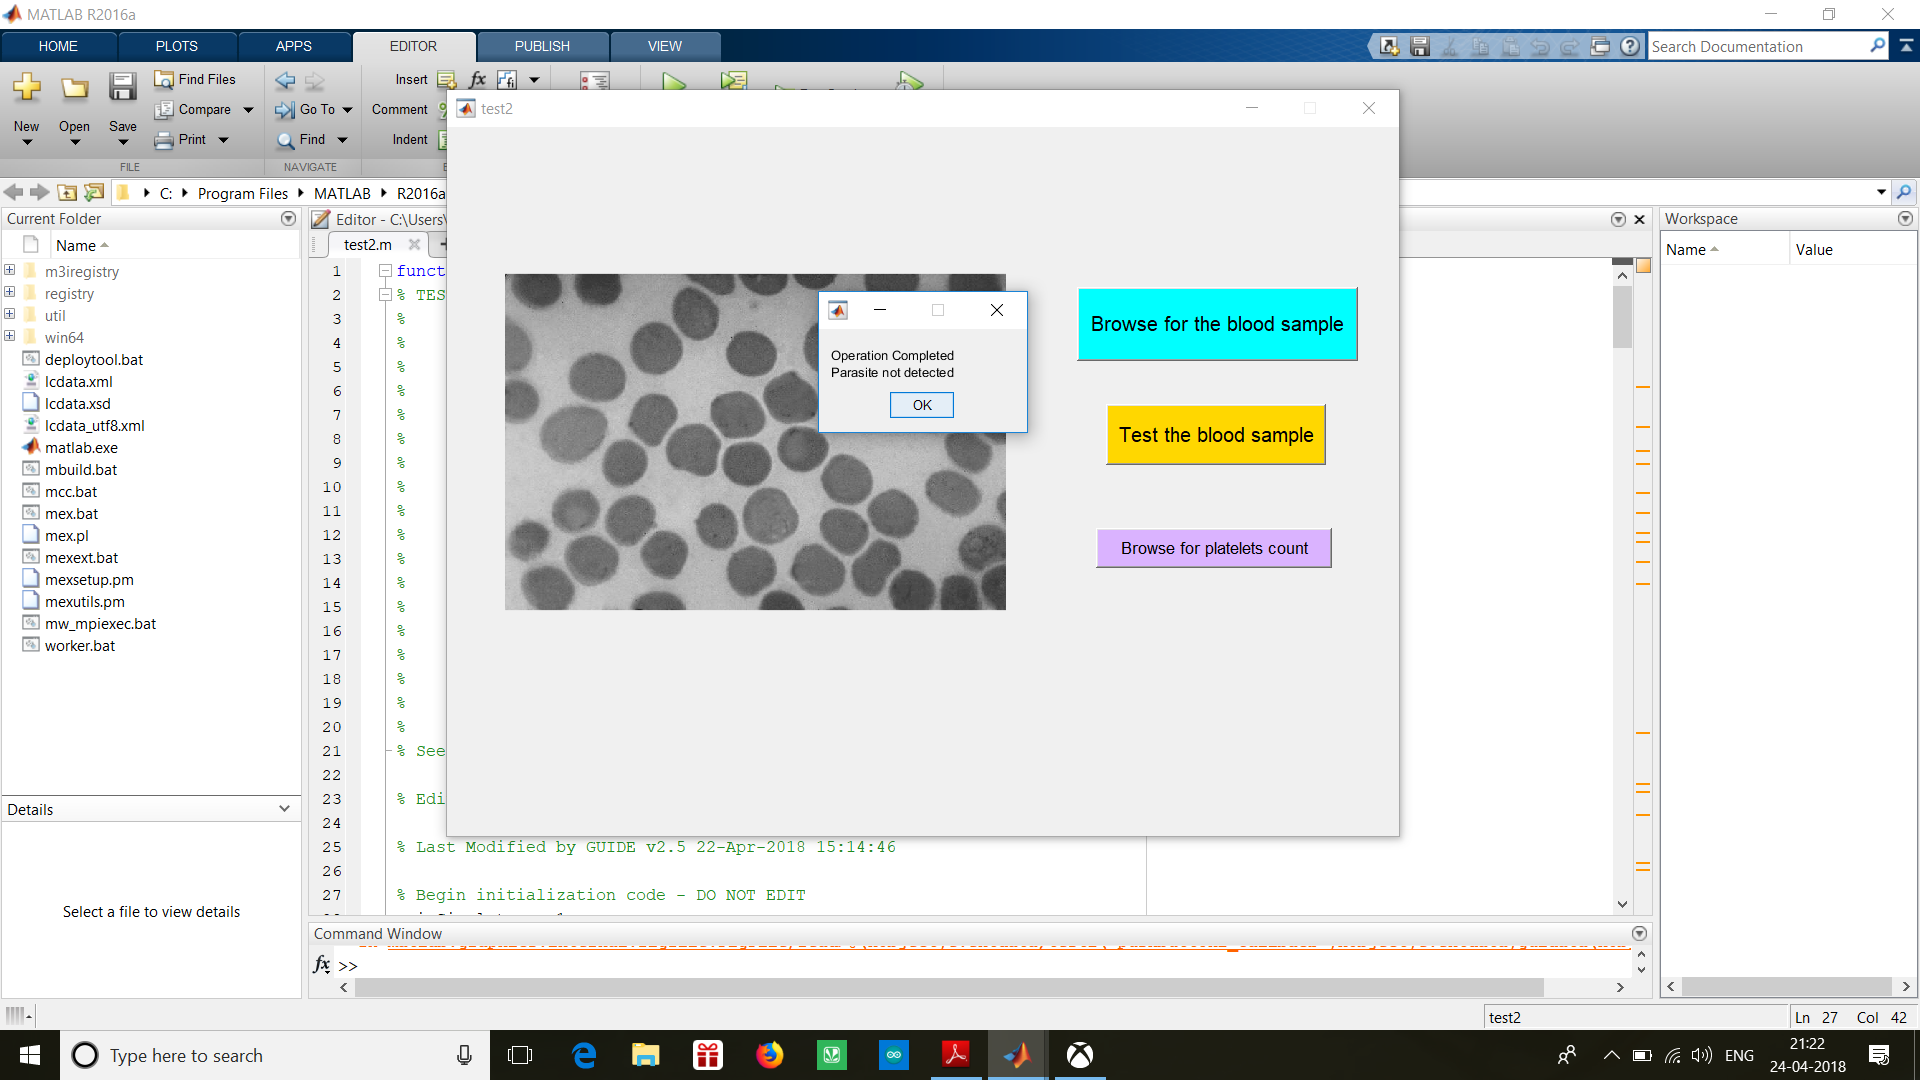 MATLAB R2016a
HOME PLOTS APPS EDITOR PUBLISH VIEW
Search Documentation
New
Open
Save
Find Files
Compare
Print
FILE
Go To
Find
NAVIGATE
Insert
Comment
Indent
C: Program Files MATLAB R2016a
Current Folder
Name
m3iregistry
registry
util
win64
deploytool.bat
lcdata.xml
lcdata.xsd
lcdata_utf8.xml
matlab.exe
mbuild.bat
mcc.bat
mex.bat
mex.pl
mexext.bat
mexsetup.pm
mexutils.pm
mw_mpiexec.bat
worker.bat
Details
Select a file to view details
Editor - C:\Users\
test2.m
1 funct
2 % TES
3 %
4 %
5 %
6 %
7 %
8 %
9 %
10 %
11 %
12 %
13 %
14 %
15 %
16 %
17 %
18 %
19 %
20 %
21 % See
22
23 % Edi
24
25 % Last Modified by GUIDE v2.5 22-Apr-2018 15:14:46
26
27 % Begin initialization code - DO NOT EDIT
test2
Operation Completed
Parasite not detected
OK
Browse for the blood sample
Test the blood sample
Browse for platelets count
Command Window
fx >>
Workspace
Name Value
test2
Ln 27 Col 42
Type here to search
ENG
21:22
24-04-2018